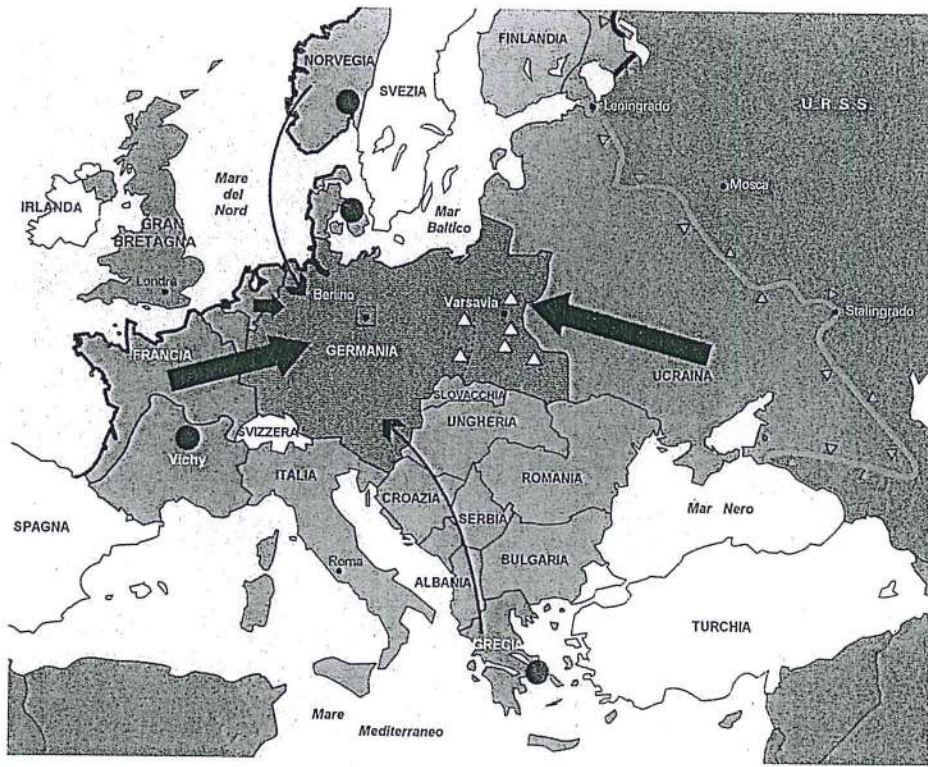 NORVEGIA
FINLANDIA
SVEZIA
Leningrado
U.R.S.S.
Mosca
Mare
del
Nord
Mar
Baltico
IRLANDA
GRAN
BRETAGNA
Londra
Berlino
Varsavia
Stalingrado
GERMANIA
FRANCIA
UCRAINA
SLOVACCHIA
UNGHERIA
SVIZZERA
Vichy
ITALIA
CROAZIA
ROMANIA
SERBIA
Mar Nero
SPAGNA
BULGARIA
Roma
ALBANIA
TURCHIA
GREGIA
Mare
Mediterraneo